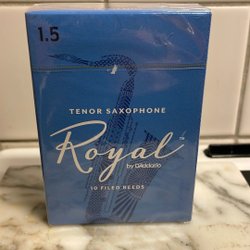 1.5
TENOR SAXOPHONE
Royal
by D'Addario
10 FILED REEDS